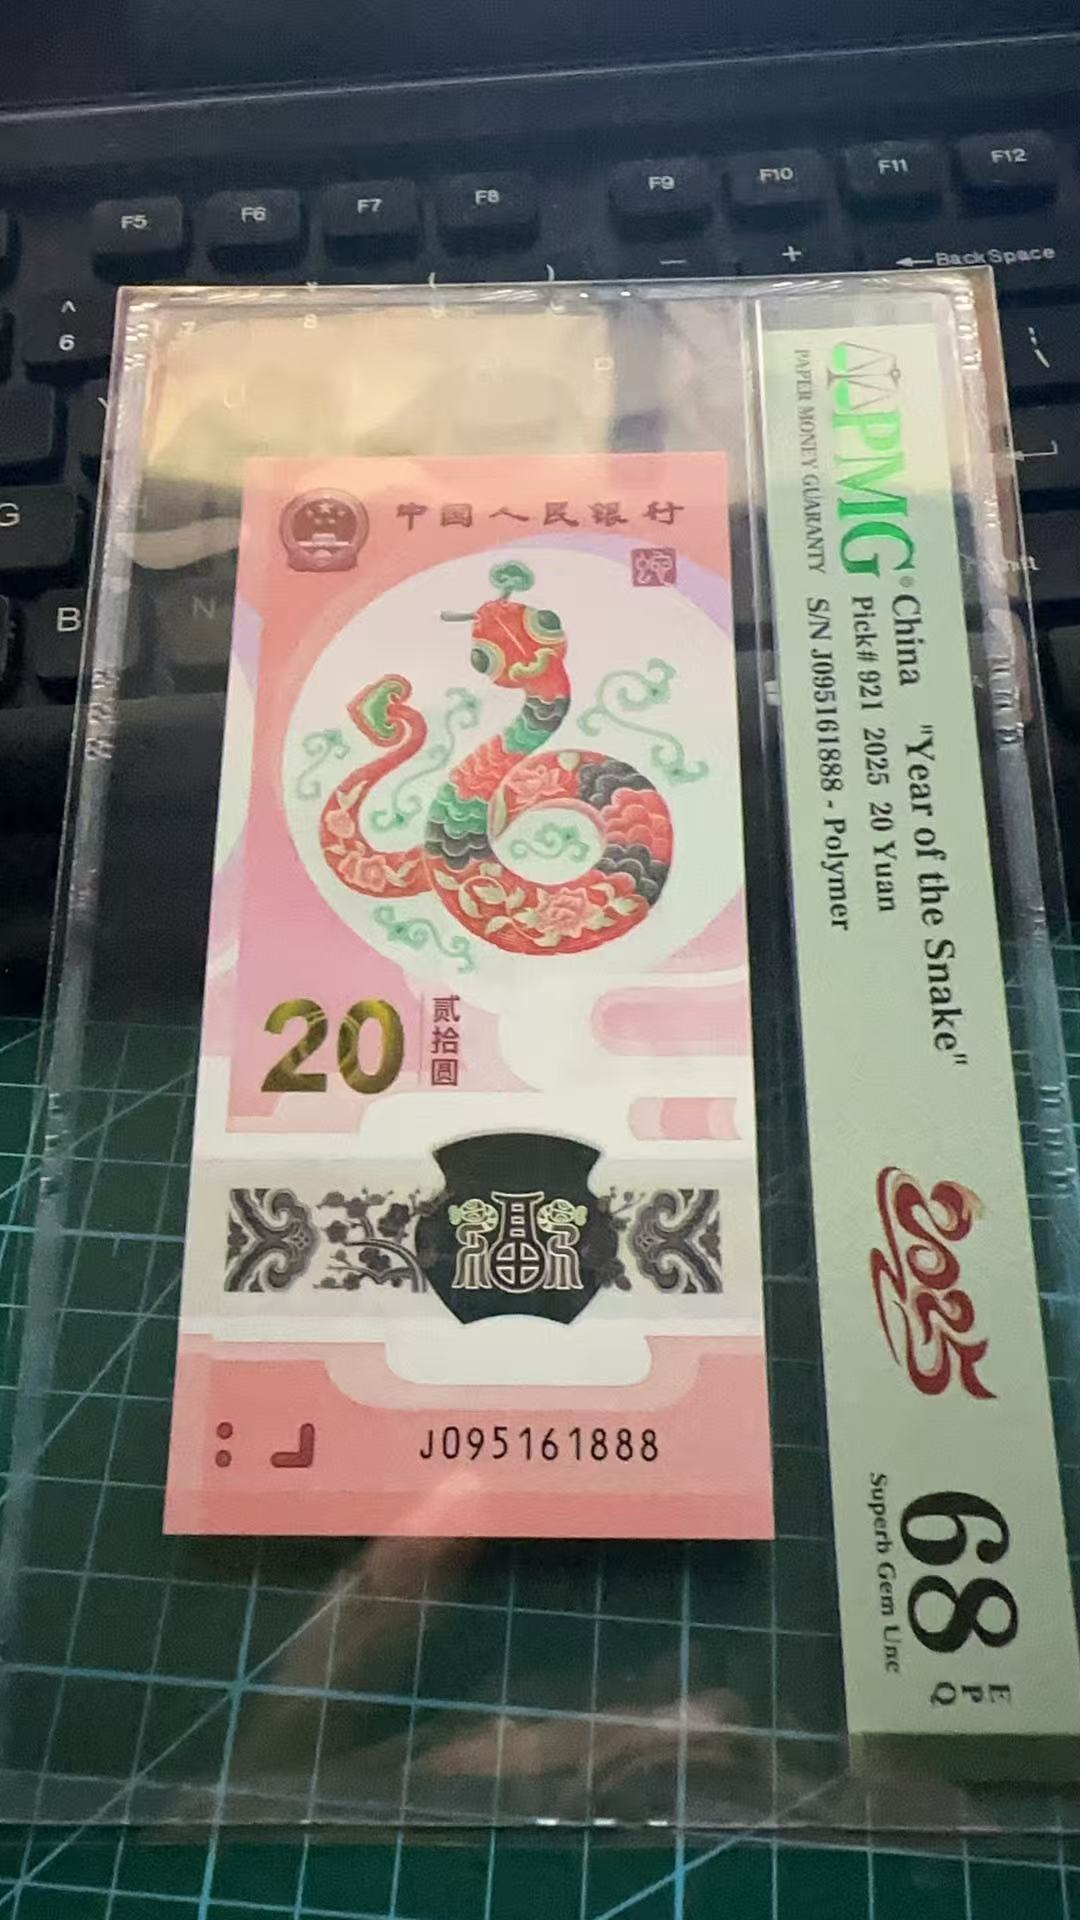 F5 F6 F7 F8 F9 F10 F11 F12
— +
←BackSpace
^
6
( )
8
G
B
N
中国人民银行
20
贰拾圆
J095161888
PMG®
PAPER MONEY GUARANTY
China "Year of the Snake"
Pick# 921 2025 20 Yuan
S/N J095161888 - Polymer
2025
68 EPQ
Superb Gem Unc